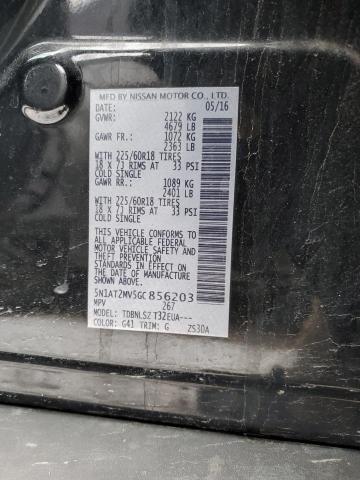 MFD BY NISSAN MOTOR CO., LTD.
DATE: 05/16
GVWR: 2122 KG
4679 LB
GAWR FR.: 1072 KG
2363 LB
WITH 225/60R18 TIRES
18 X 7J RIMS AT 33 PSI
COLD SINGLE
GAWR RR.: 1089 KG
2401 LB
WITH 225/60R18 TIRES
18 X 7J RIMS AT 33 PSI
COLD SINGLE
THIS VEHICLE CONFORMS TO ALL
APPLICABLE FEDERAL MOTOR
VEHICLE SAFETY, BUMPER, AND
THEFT PREVENTION STANDARDS
IN EFFECT ON THE DATE OF
MANUFACTURE SHOWN ABOVE.
5N1AT2MV5GC856203
MPV 267
MODEL: TDBNLSZ T32EUA---
COLOR: G41 TRIM: G ZS3DA